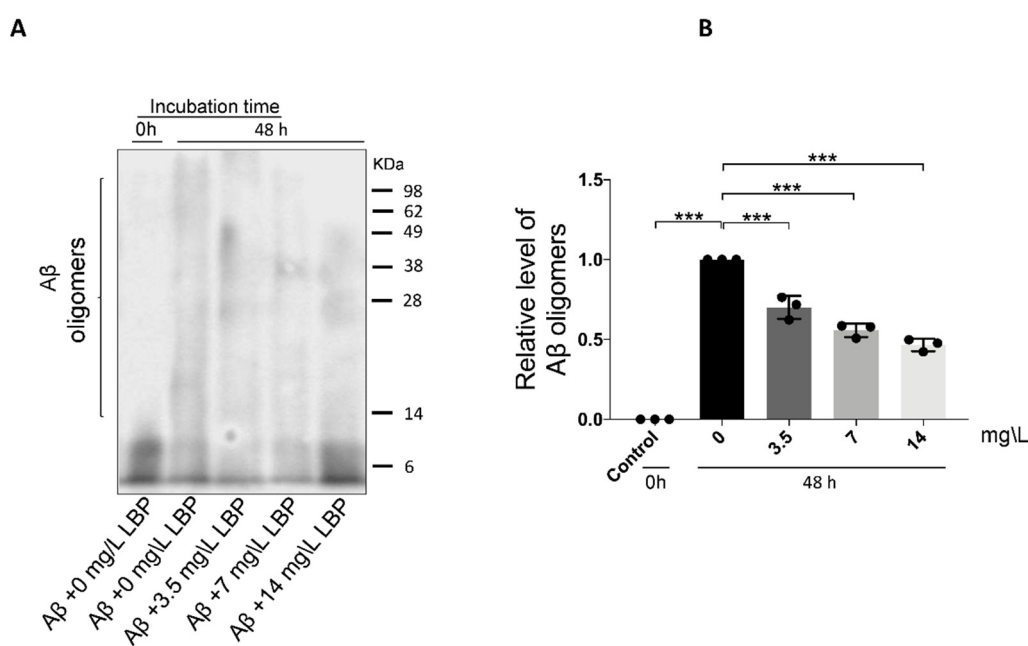 A
B
Incubation time
0h
48 h
KDa
98
62
49
38
28
14
6
Aβ
oligomers
Aβ +0 mg/L LBP
Aβ +0 mg\L LBP
Aβ +3.5 mg\L LBP
Aβ +7 mg\L LBP
Aβ +14 mg\L LBP
Relative level of
Aβ oligomers
1.5
1.0
0.5
0.0
***
***
***
***
Control
0
3.5
7
14
mg\L
0h
48 h